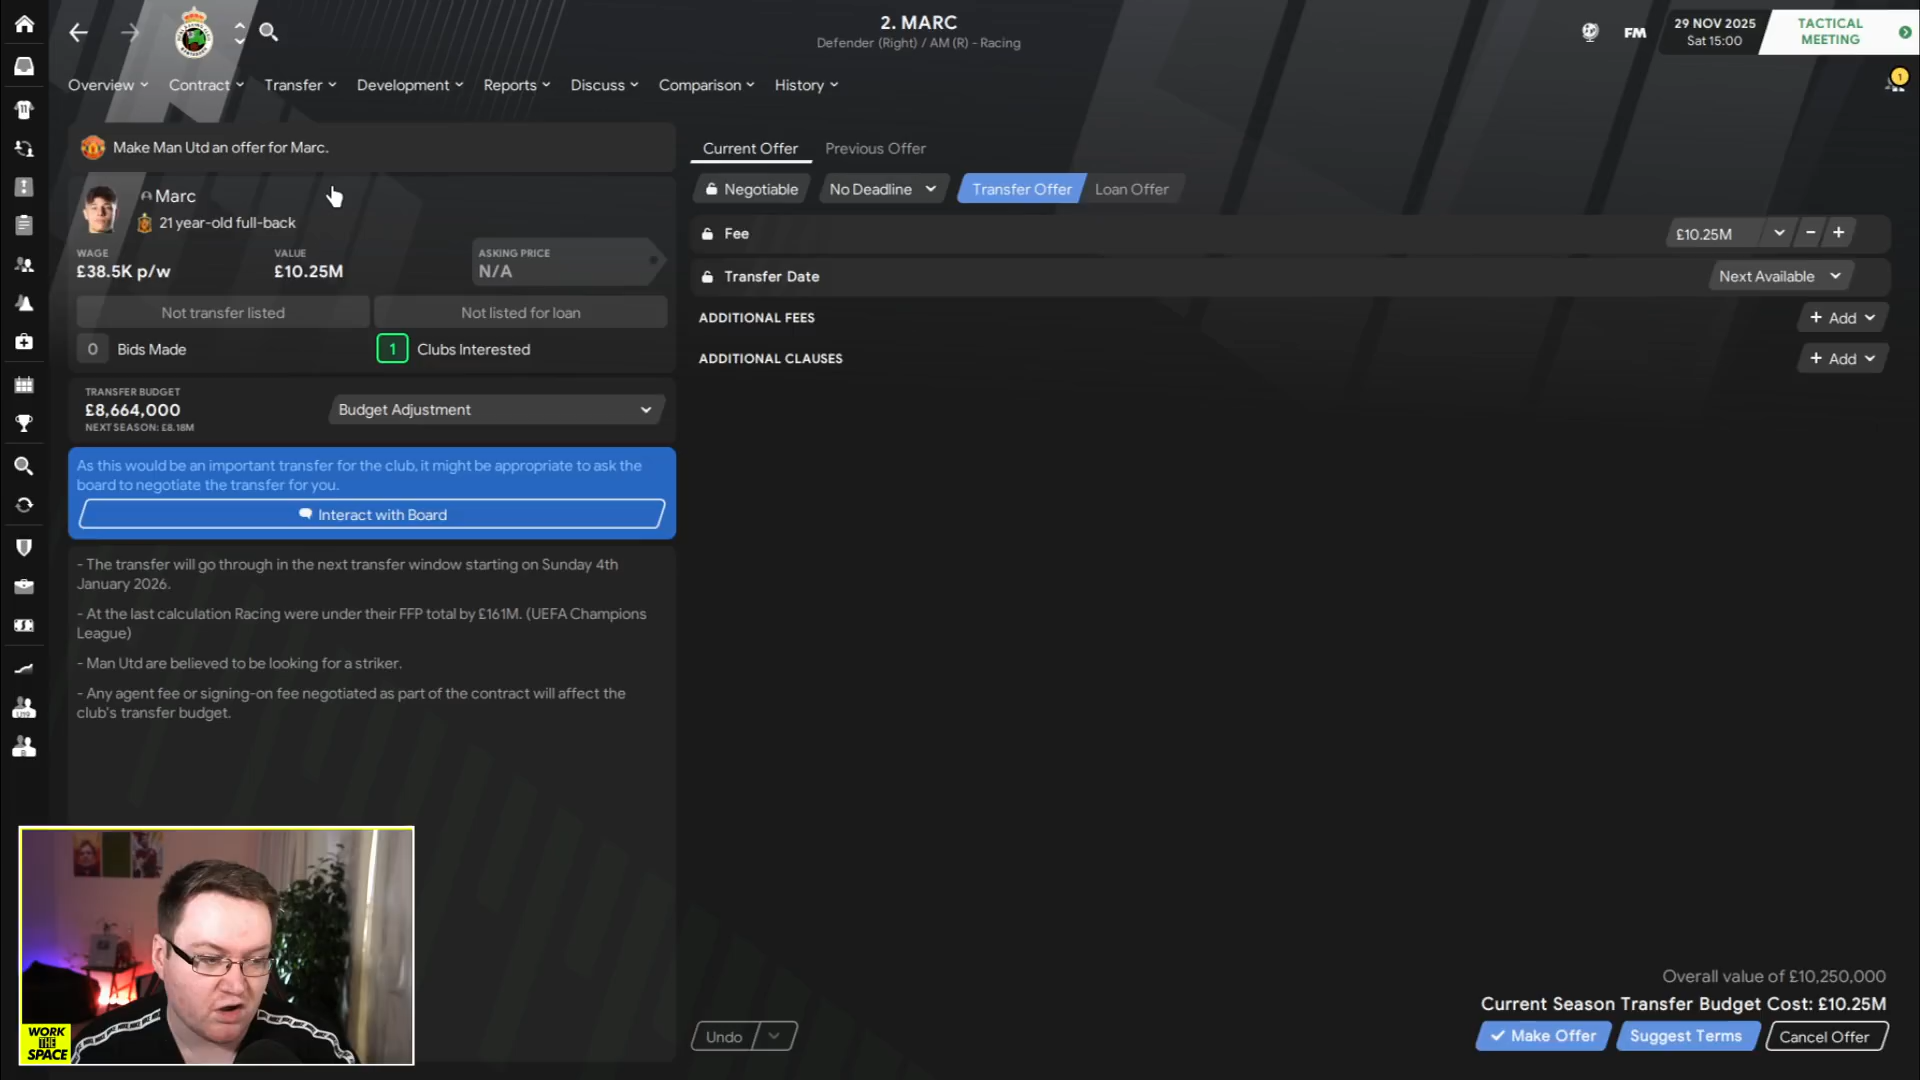 2. MARC
Defender (Right) / AM (R) - Racing
FM
29 NOV 2025
Sat 15:00
TACTICAL
MEETING
1
Overview
Contract
Transfer
Development
Reports
Discuss
Comparison
History
Make Man Utd an offer for Marc.
Marc
21 year-old full-back
WAGE
£38.5K p/w
VALUE
£10.25M
ASKING PRICE
N/A
Not transfer listed
Not listed for loan
0 Bids Made
1 Clubs Interested
TRANSFER BUDGET
£8,664,000
NEXT SEASON: £8.18M
Budget Adjustment
As this would be an important transfer for the club, it might be appropriate to ask the
board to negotiate the transfer for you.
Interact with Board
- The transfer will go through in the next transfer window starting on Sunday 4th
January 2026.
- At the last calculation Racing were under their FFP total by £161M. (UEFA Champions
League)
- Man Utd are believed to be looking for a striker.
- Any agent fee or signing-on fee negotiated as part of the contract will affect the
club's transfer budget.
Current Offer
Previous Offer
Negotiable
No Deadline
Transfer Offer
Loan Offer
Fee
£10.25M
Transfer Date
Next Available
ADDITIONAL FEES
+ Add
ADDITIONAL CLAUSES
+ Add
Undo
Overall value of £10,250,000
Current Season Transfer Budget Cost: £10.25M
Make Offer
Suggest Terms
Cancel Offer
WORK
THE
SPACE